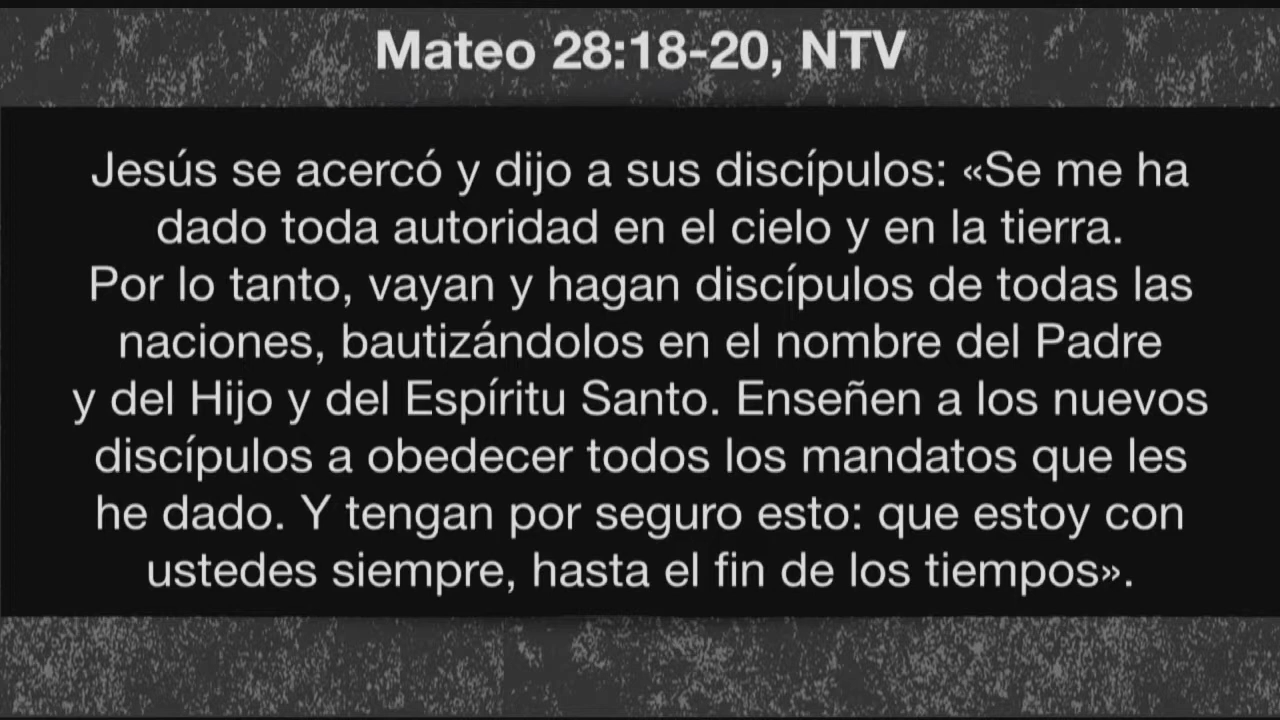 Mateo 28:18-20, NTV
Jesús se acercó y dijo a sus discípulos: «Se me ha
dado toda autoridad en el cielo y en la tierra.
Por lo tanto, vayan y hagan discípulos de todas las
naciones, bautizándolos en el nombre del Padre
y del Hijo y del Espíritu Santo. Enseñen a los nuevos
discípulos a obedecer todos los mandatos que les
he dado. Y tengan por seguro esto: que estoy con
ustedes siempre, hasta el fin de los tiempos».